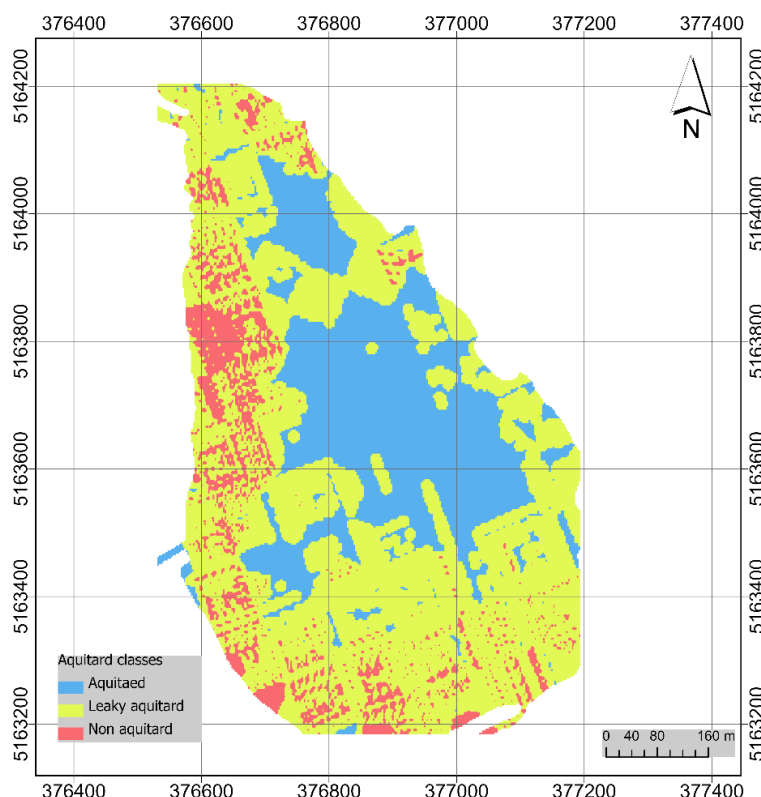 376400 376600 376800 377000 377200 377400
5164200 5164200
5164000 5164000
5163800 5163800
5163600 5163600
5163400 5163400
5163200 5163200
N
Aquitard classes
Aquitaed
Leaky aquitard
Non aquitard
0 40 80 160 m
376400 376600 376800 377000 377200 377400